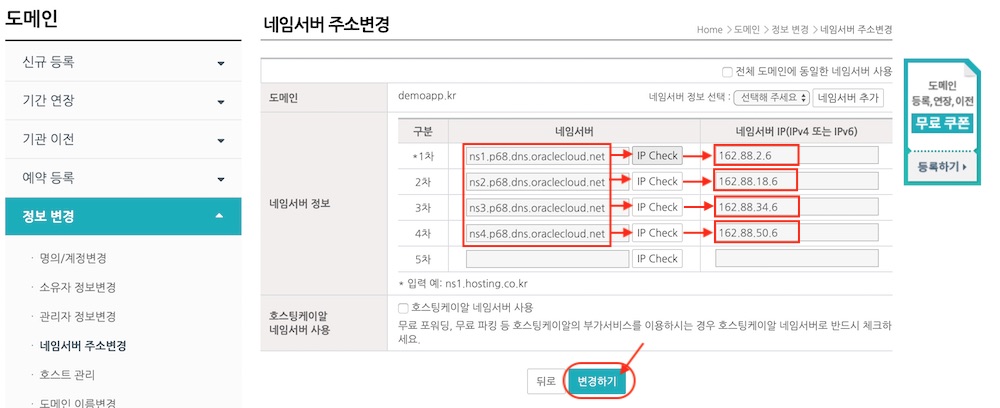 도메인
신규 등록
기간 연장
기관 이전
예약 등록
정보 변경
· 명의/계정변경
· 소유자 정보변경
· 관리자 정보변경
· 네임서버 주소변경
· 호스트 관리
· 도메인 이름변경
네임서버 주소변경
Home > 도메인 > 정보 변경 > 네임서버 주소변경
전체 도메인에 동일한 네임서버 사용
도메인 demoapp.kr 네임서버 정보 선택 : 선택해 주세요 네임서버 추가
네임서버 정보
구분 네임서버 네임서버 IP(IPv4 또는 IPv6)
*1차 ns1.p68.dns.oraclecloud.net IP Check 162.88.2.6
2차 ns2.p68.dns.oraclecloud.net IP Check 162.88.18.6
3차 ns3.p68.dns.oraclecloud.net IP Check 162.88.34.6
4차 ns4.p68.dns.oraclecloud.net IP Check 162.88.50.6
5차 IP Check
* 입력 예: ns1.hosting.co.kr
호스팅케이알
네임서버 사용
호스팅케이알 네임서버 사용
무료 포워딩, 무료 파킹 등 호스팅케이알의 부가서비스를 이용하시는 경우 호스팅케이알 네임서버로 반드시 체크하
세요.
뒤로 변경하기
도메인
등록,연장,이전
무료 쿠폰
등록하기